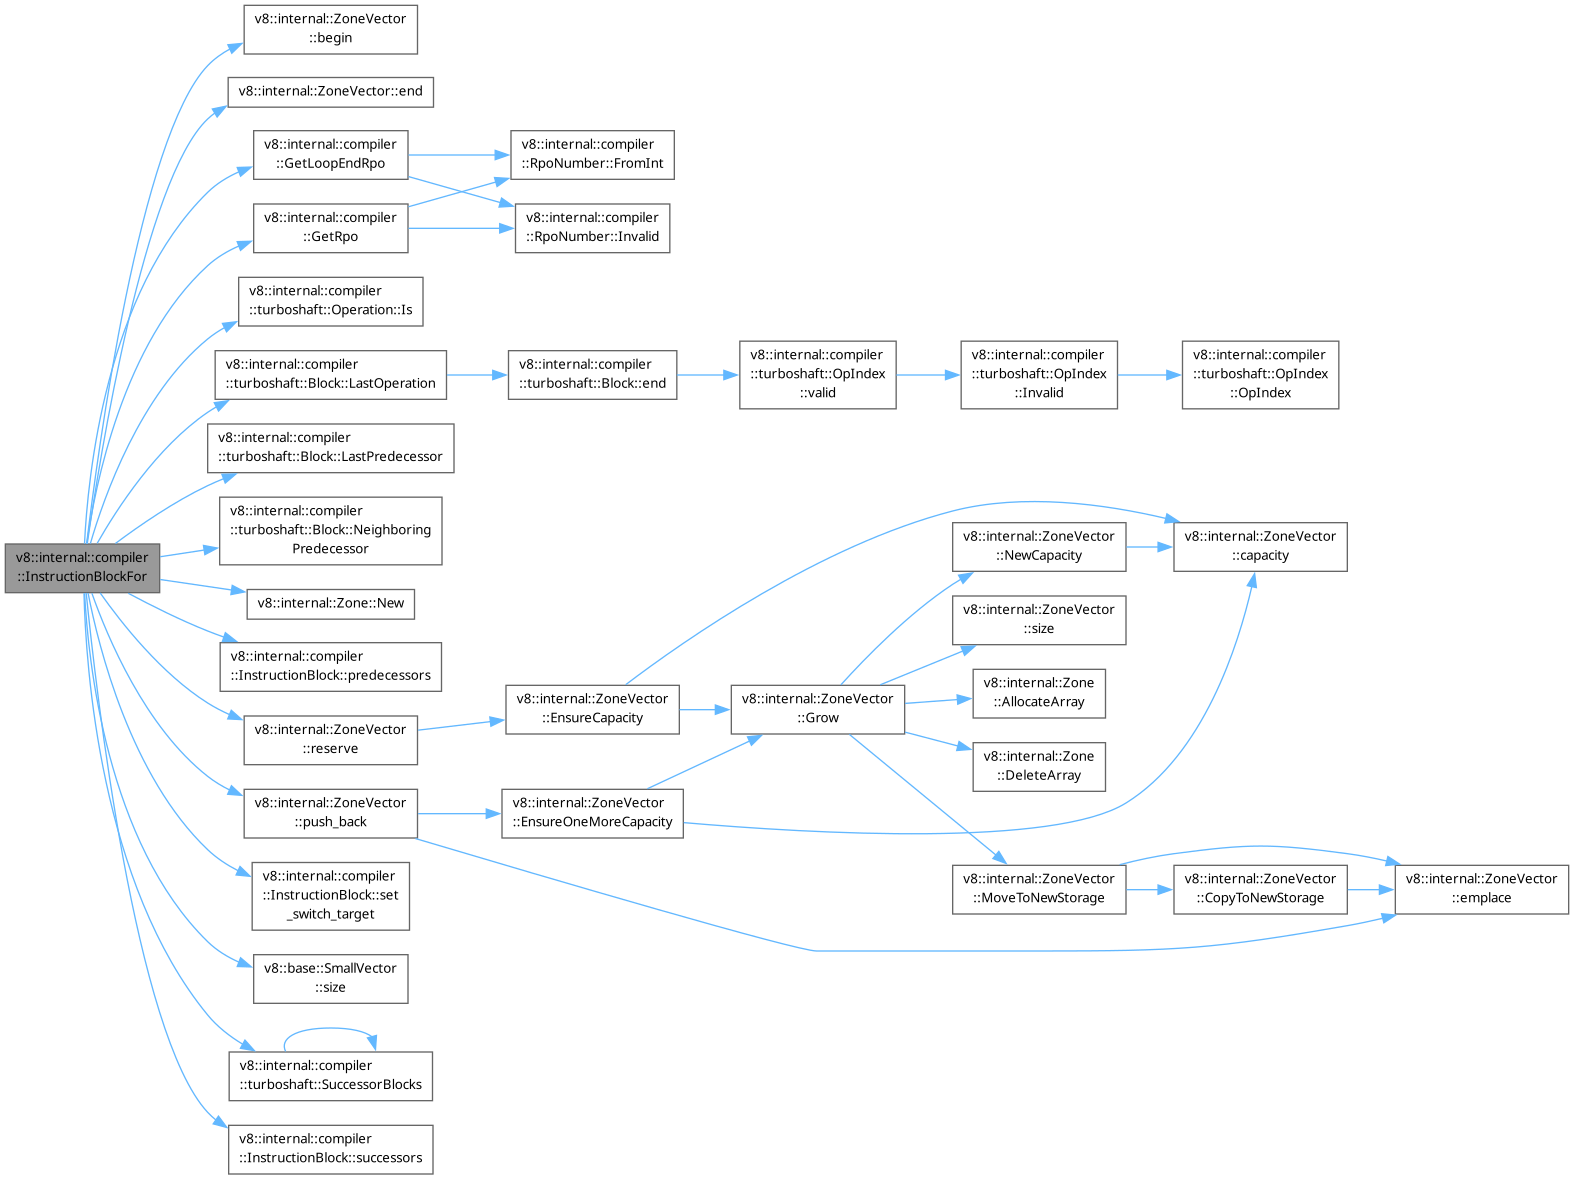 v8::internal::ZoneVector
::begin
v8::internal::ZoneVector::end
v8::internal::compiler
::GetLoopEndRpo
v8::internal::compiler
::RpoNumber::FromInt
v8::internal::compiler
::GetRpo
v8::internal::compiler
::RpoNumber::Invalid
v8::internal::compiler
::turboshaft::Operation::Is
v8::internal::compiler
::turboshaft::Block::LastOperation
v8::internal::compiler
::turboshaft::Block::end
v8::internal::compiler
::turboshaft::OpIndex
::valid
v8::internal::compiler
::turboshaft::OpIndex
::Invalid
v8::internal::compiler
::turboshaft::OpIndex
::OpIndex
v8::internal::compiler
::turboshaft::Block::LastPredecessor
v8::internal::compiler
::turboshaft::Block::Neighboring
Predecessor
v8::internal::compiler
::InstructionBlockFor
v8::internal::ZoneVector
::NewCapacity
v8::internal::ZoneVector
::capacity
v8::internal::Zone::New
v8::internal::ZoneVector
::size
v8::internal::compiler
::InstructionBlock::predecessors
v8::internal::Zone
::AllocateArray
v8::internal::ZoneVector
::reserve
v8::internal::ZoneVector
::EnsureCapacity
v8::internal::ZoneVector
::Grow
v8::internal::Zone
::DeleteArray
v8::internal::ZoneVector
::push_back
v8::internal::ZoneVector
::EnsureOneMoreCapacity
v8::internal::compiler
::InstructionBlock::set
_switch_target
v8::internal::ZoneVector
::MoveToNewStorage
v8::internal::ZoneVector
::CopyToNewStorage
v8::internal::ZoneVector
::emplace
v8::base::SmallVector
::size
v8::internal::compiler
::turboshaft::SuccessorBlocks
v8::internal::compiler
::InstructionBlock::successors